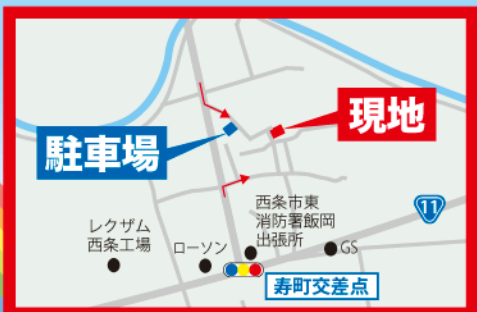 現地
駐車場
11
西条市東
消防署飯岡
出張所
レクザム
西条工場
ローソン
GS
寿町交差点